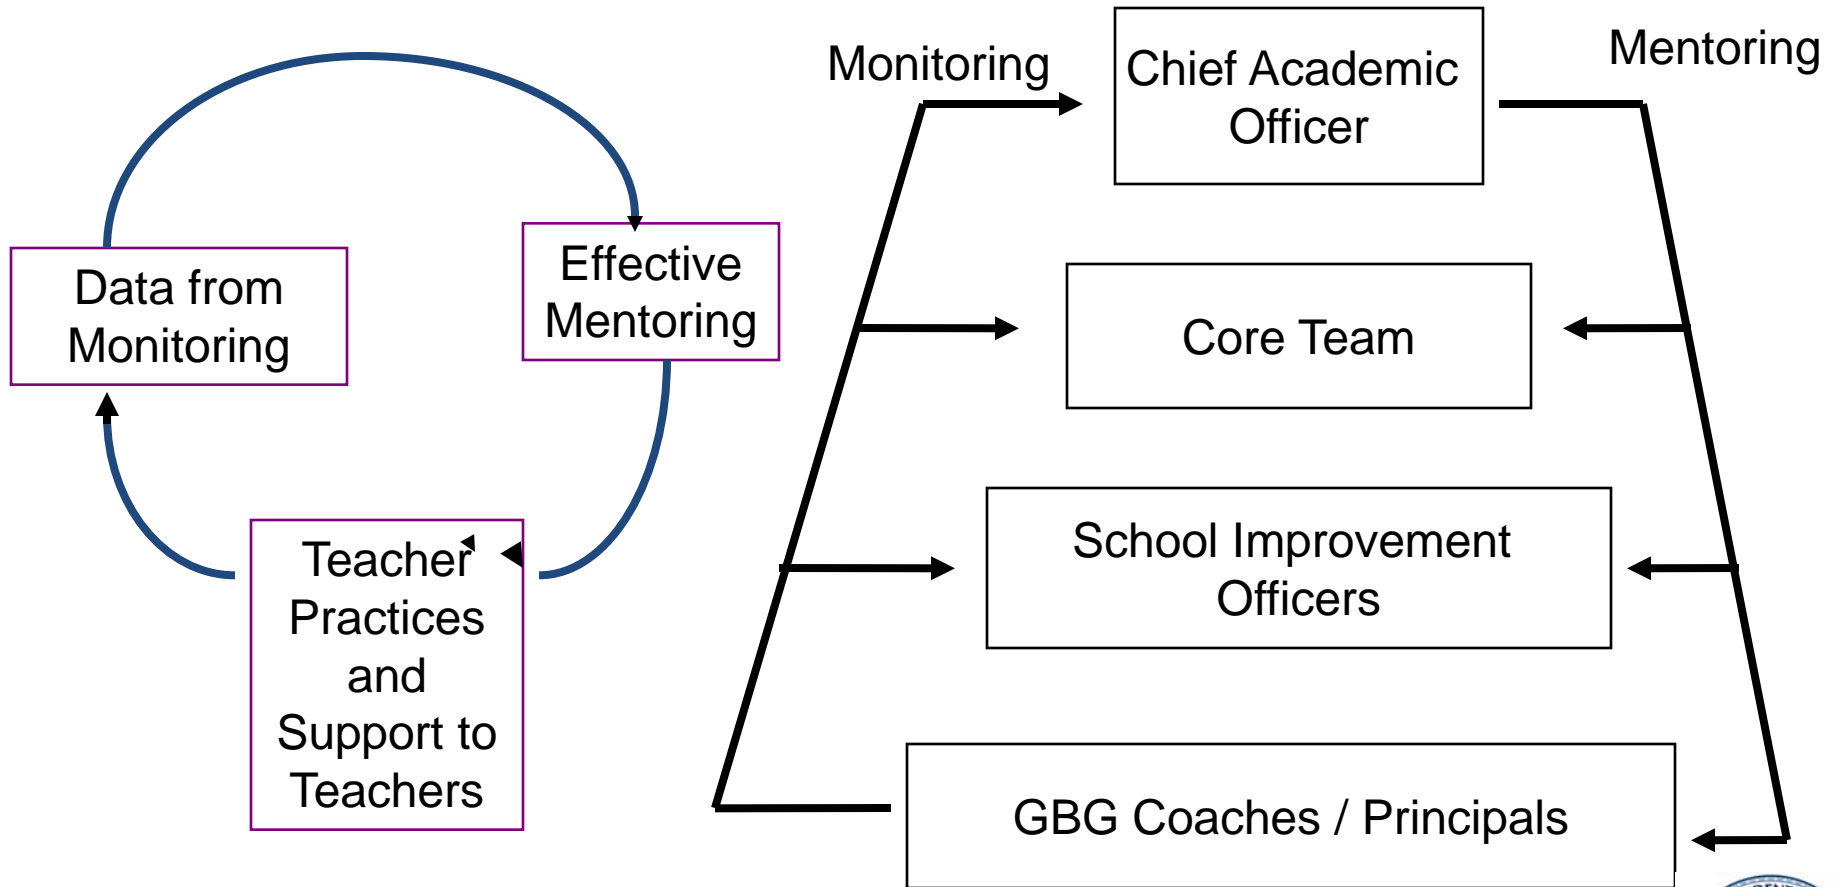 Monitoring
Mentoring
Chief Academic
Officer
Effective
Mentoring
Data from
Monitoring
Core Team
Teacher
Practices
and
Support to
Teachers
School Improvement
Officers
GBG Coaches / Principals